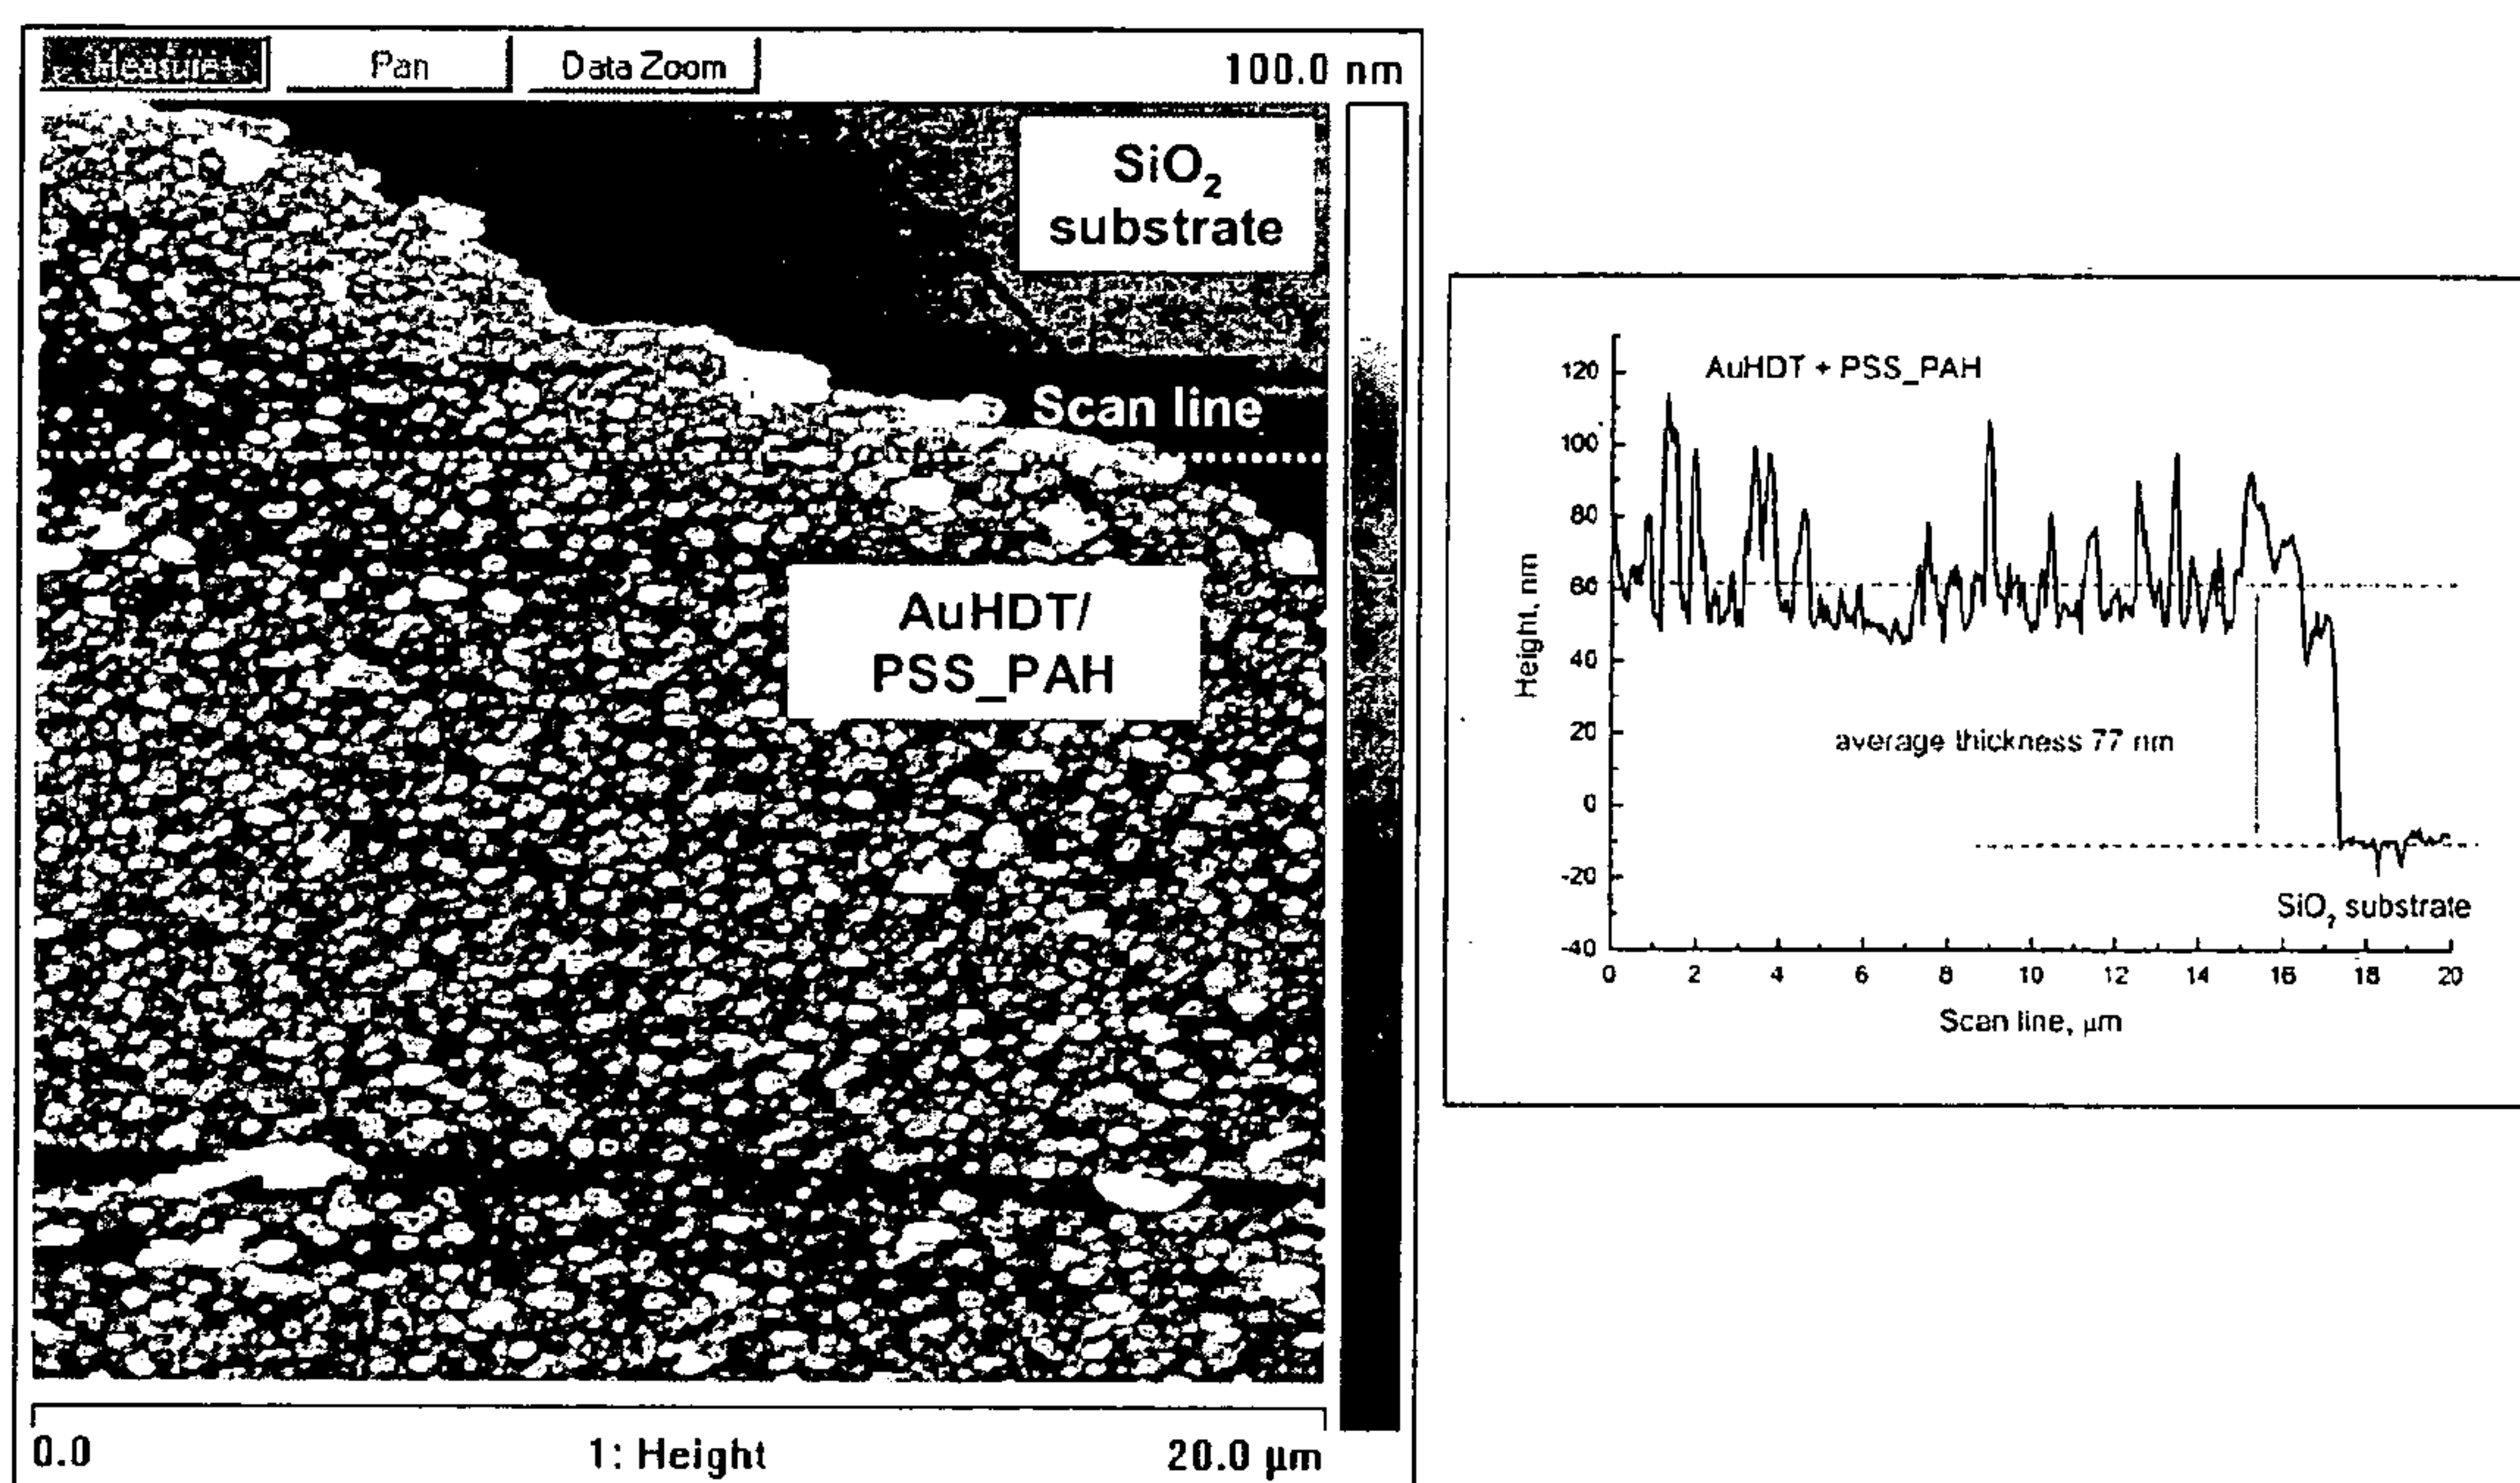 Measure Pan Data Zoom 100.0 nm
SiO₂
substrate
Scan line
AuHDT/
PSS_PAH
0.0 1: Height 20.0 μm
AuHDT + PSS_PAH
120
100
80
60
40
20
0
-20
-40
Height, nm
average thickness 77 nm
SiO₂ substrate
0 2 4 6 8 10 12 14 16 18 20
Scan line, μm